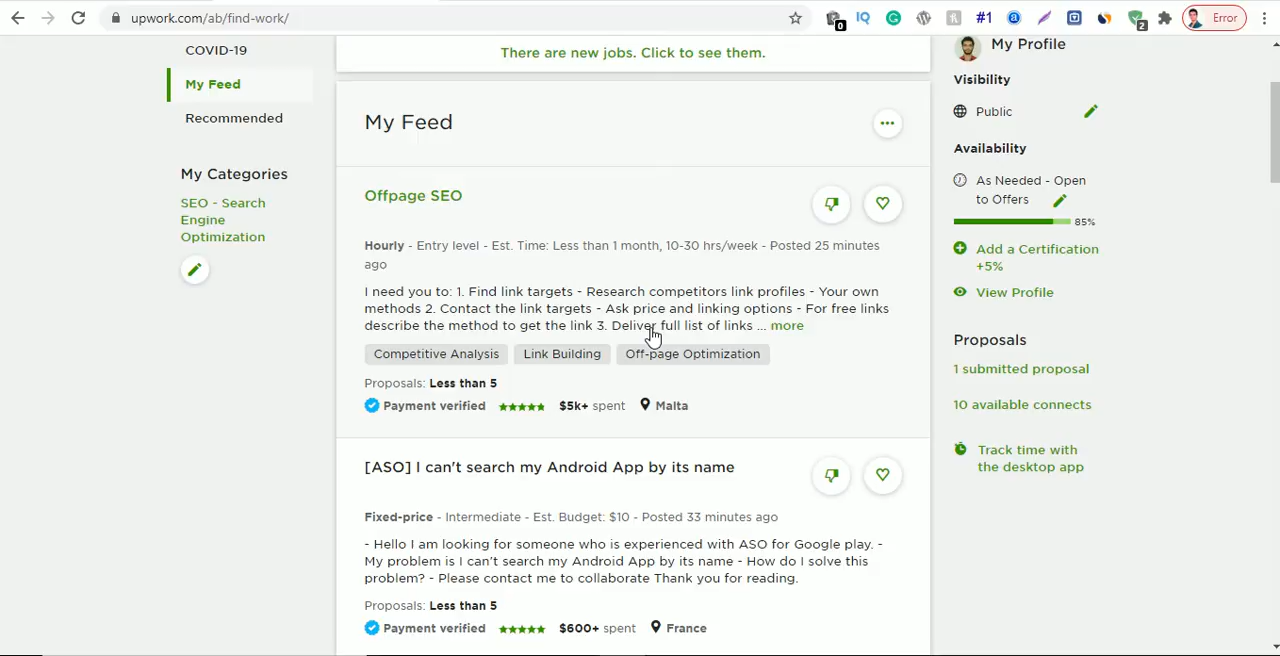 upwork.com/ab/find-work/
0
IQ
#1
2
Error
COVID-19
My Feed
Recommended
My Categories
SEO - Search
Engine
Optimization
There are new jobs. Click to see them.
My Feed
Offpage SEO
Hourly - Entry level - Est. Time: Less than 1 month, 10-30 hrs/week - Posted 25 minutes
ago
I need you to: 1. Find link targets - Research competitors link profiles - Your own
methods 2. Contact the link targets - Ask price and linking options - For free links
describe the method to get the link 3. Deliver full list of links ... more
Competitive Analysis
Link Building
Off-page Optimization
Proposals: Less than 5
Payment verified
$5k+ spent
Malta
[ASO] I can't search my Android App by its name
Fixed-price - Intermediate - Est. Budget: $10 - Posted 33 minutes ago
- Hello I am looking for someone who is experienced with ASO for Google play. -
My problem is I can't search my Android App by its name - How do I solve this
problem? - Please contact me to collaborate Thank you for reading.
Proposals: Less than 5
Payment verified
$600+ spent
France
My Profile
Visibility
Public
Availability
As Needed - Open
to Offers
85%
Add a Certification
+5%
View Profile
Proposals
1 submitted proposal
10 available connects
Track time with
the desktop app